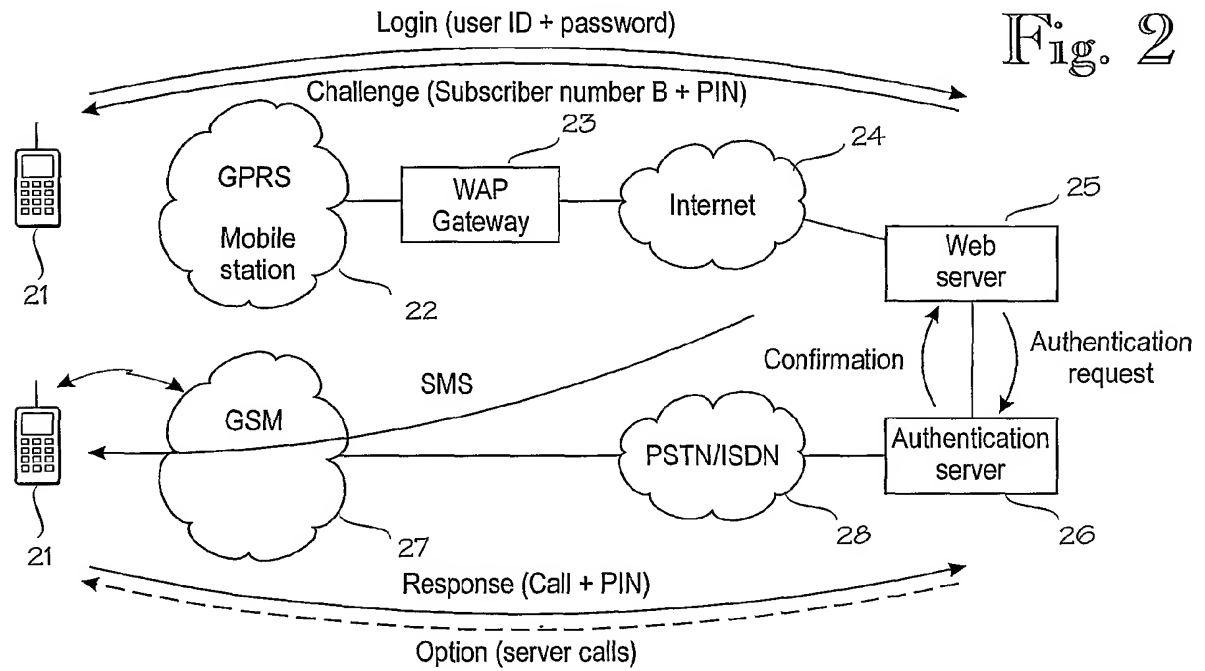 Fig. 2
Login (user ID + password)
Challenge (Subscriber number B + PIN)
23
24
GPRS
Mobile
station
WAP
Gateway
Internet
25
Web
server
21
22
Confirmation
Authentication
request
SMS
GSM
PSTN/ISDN
Authentication
server
21
27
28
26
Response (Call + PIN)
Option (server calls)